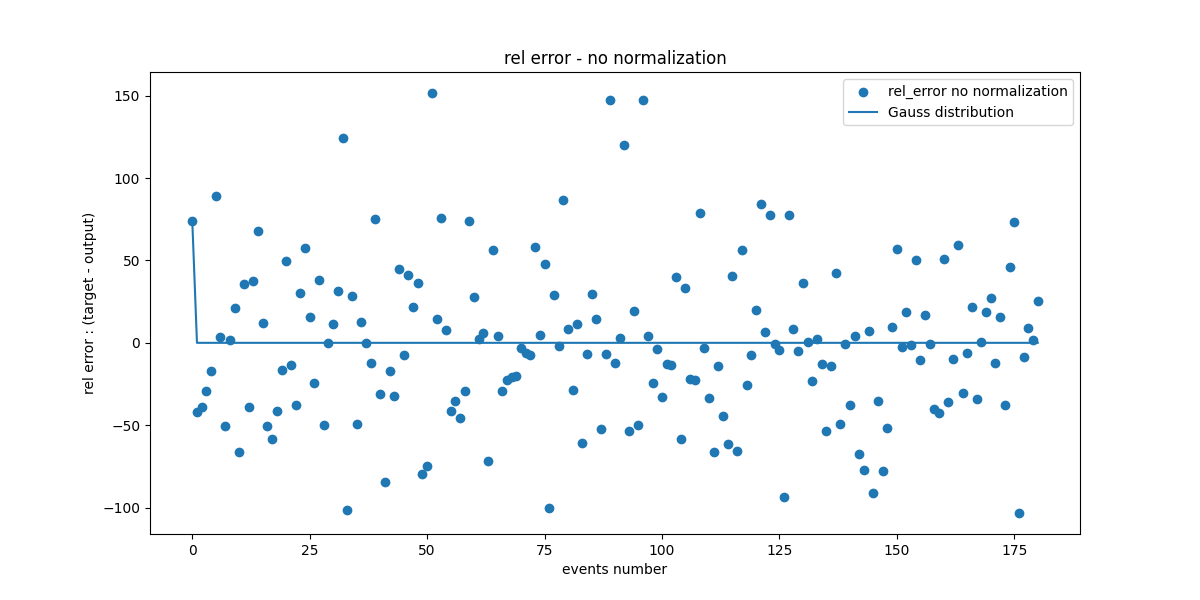 rel error - no normalization
rel_error no normalization
Gauss distribution
rel error : (target - output)
150
100
50
0
−50
−100
0
25
50
75
100
125
150
175
events number